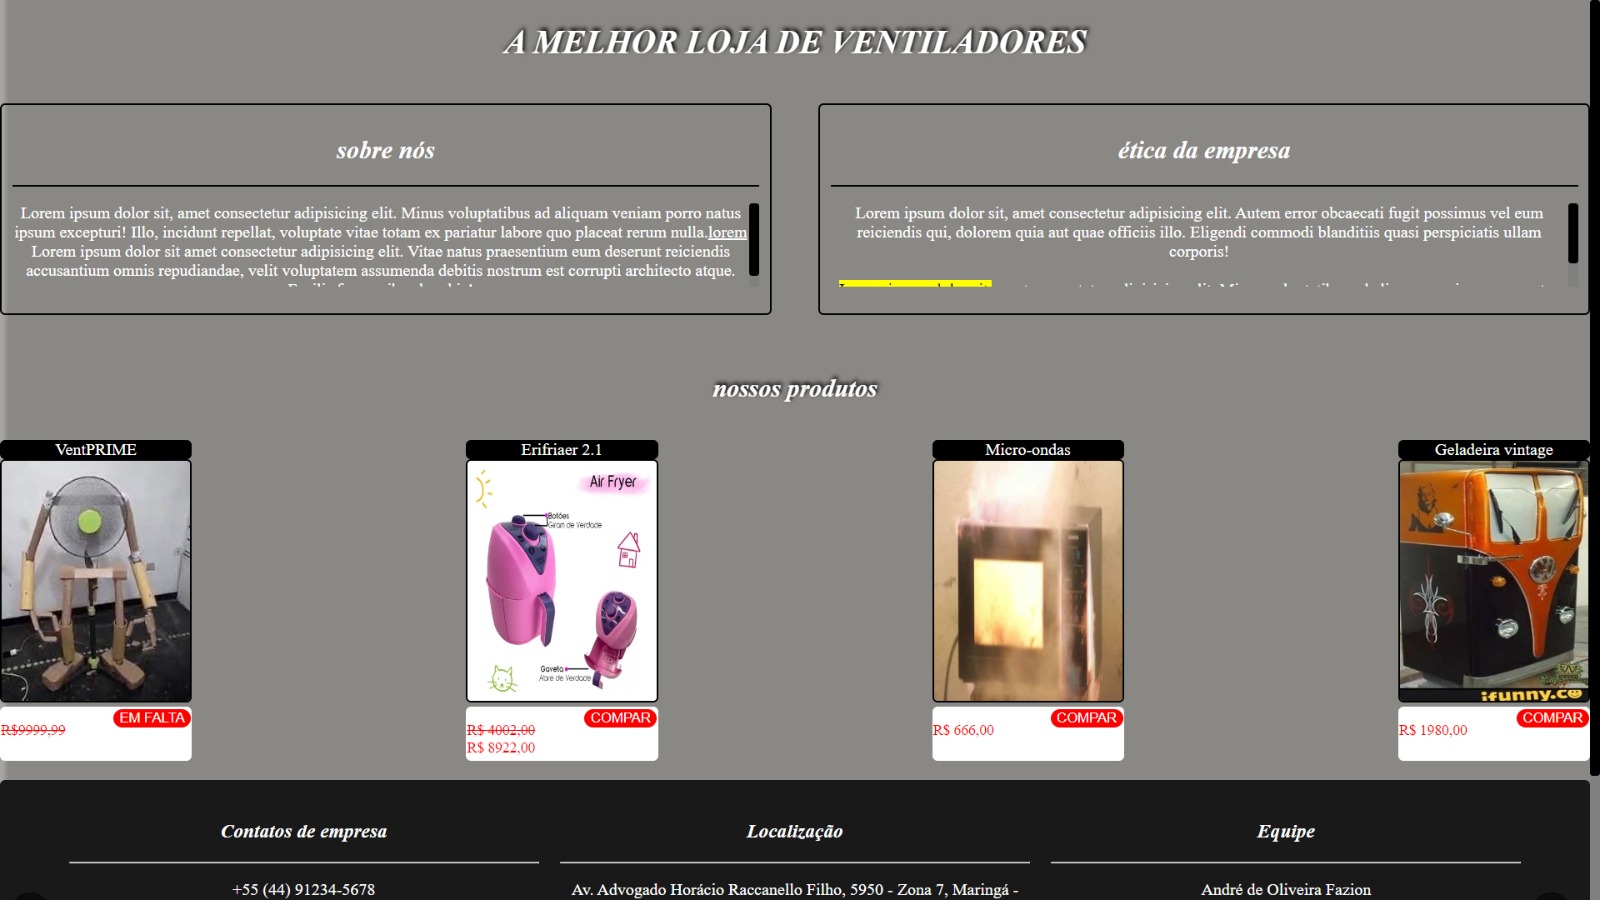 A MELHOR LOJA DE VENTILADORES
sobre nós
Lorem ipsum dolor sit, amet consectetur adipisicing elit. Minus voluptatibus ad aliquam veniam porro natus
ipsum excepturi! Illo, incidunt repellat, voluptate vitae totam ex pariatur labore quo placeat rerum nulla.lorem
Lorem ipsum dolor sit amet consectetur adipisicing elit. Vitae natus praesentium eum deserunt reiciendis
accusantium omnis repudiandae, velit voluptatem assumenda debitis nostrum est corrupti architecto atque.
ética da empresa
Lorem ipsum dolor sit, amet consectetur adipisicing elit. Autem error obcaecati fugit possimus vel eum
reiciendis qui, dolorem quia aut quae officiis illo. Eligendi commodi blanditiis quasi perspiciatis ullam
corporis!
nossos produtos
VentPRIME
EM FALTA
R$9999,99
Erifriaer 2.1
Air Fryer
Botões
Giram de Verdade
Gaveta
Abre de Verdade
COMPAR
R$ 4002,00
R$ 8922,00
Micro-ondas
COMPAR
R$ 666,00
Geladeira vintage
ifunny.co
COMPAR
R$ 1980,00
Contatos de empresa
+55 (44) 91234-5678
Localização
Av. Advogado Horácio Raccanello Filho, 5950 - Zona 7, Maringá -
Equipe
André de Oliveira Fazion